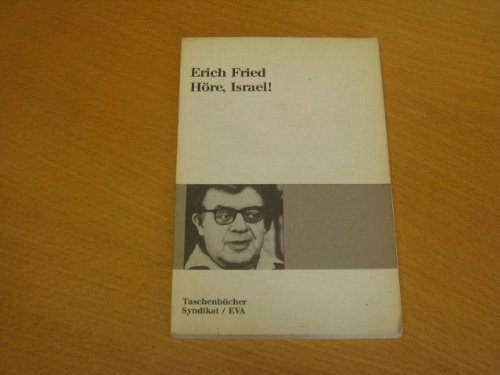 Erich Fried
Höre, Israel!
Taschenbücher
Syndikat / EVA